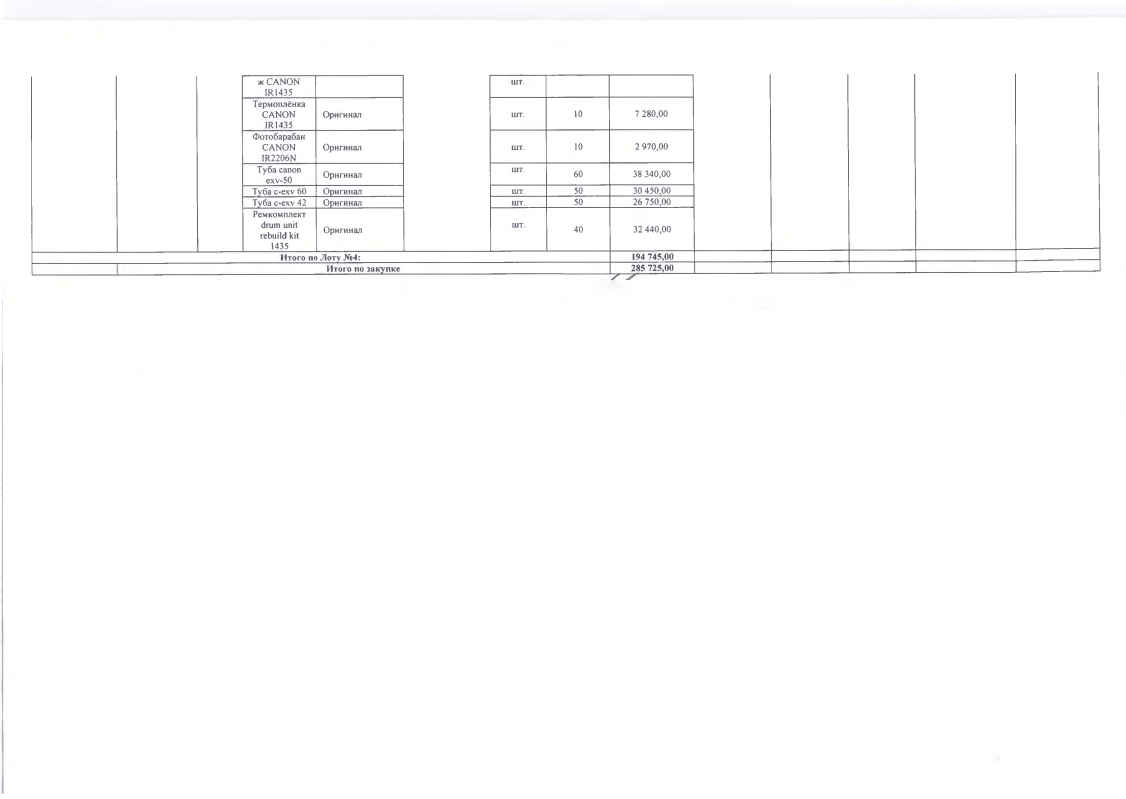 ж CANON
IR1435
шт.
Термоплёнка
CANON
IR1435
Оригинал
шт.
10
7 280,00
Фотобарабан
CANON
IR2206N
Оригинал
шт.
10
2 970,00
Туба canon
exv-50
Оригинал
шт.
60
38 340,00
Туба c-exv 60
Оригинал
шт.
50
30 450,00
Туба c-exv 42
Оригинал
шт.
50
26 750,00
Ремкомплект
drum unit
rebuild kit
1435
Оригинал
шт.
40
32 440,00
Итого по Лоту №4:
194 745,00
Итого по закупке
285 725,00